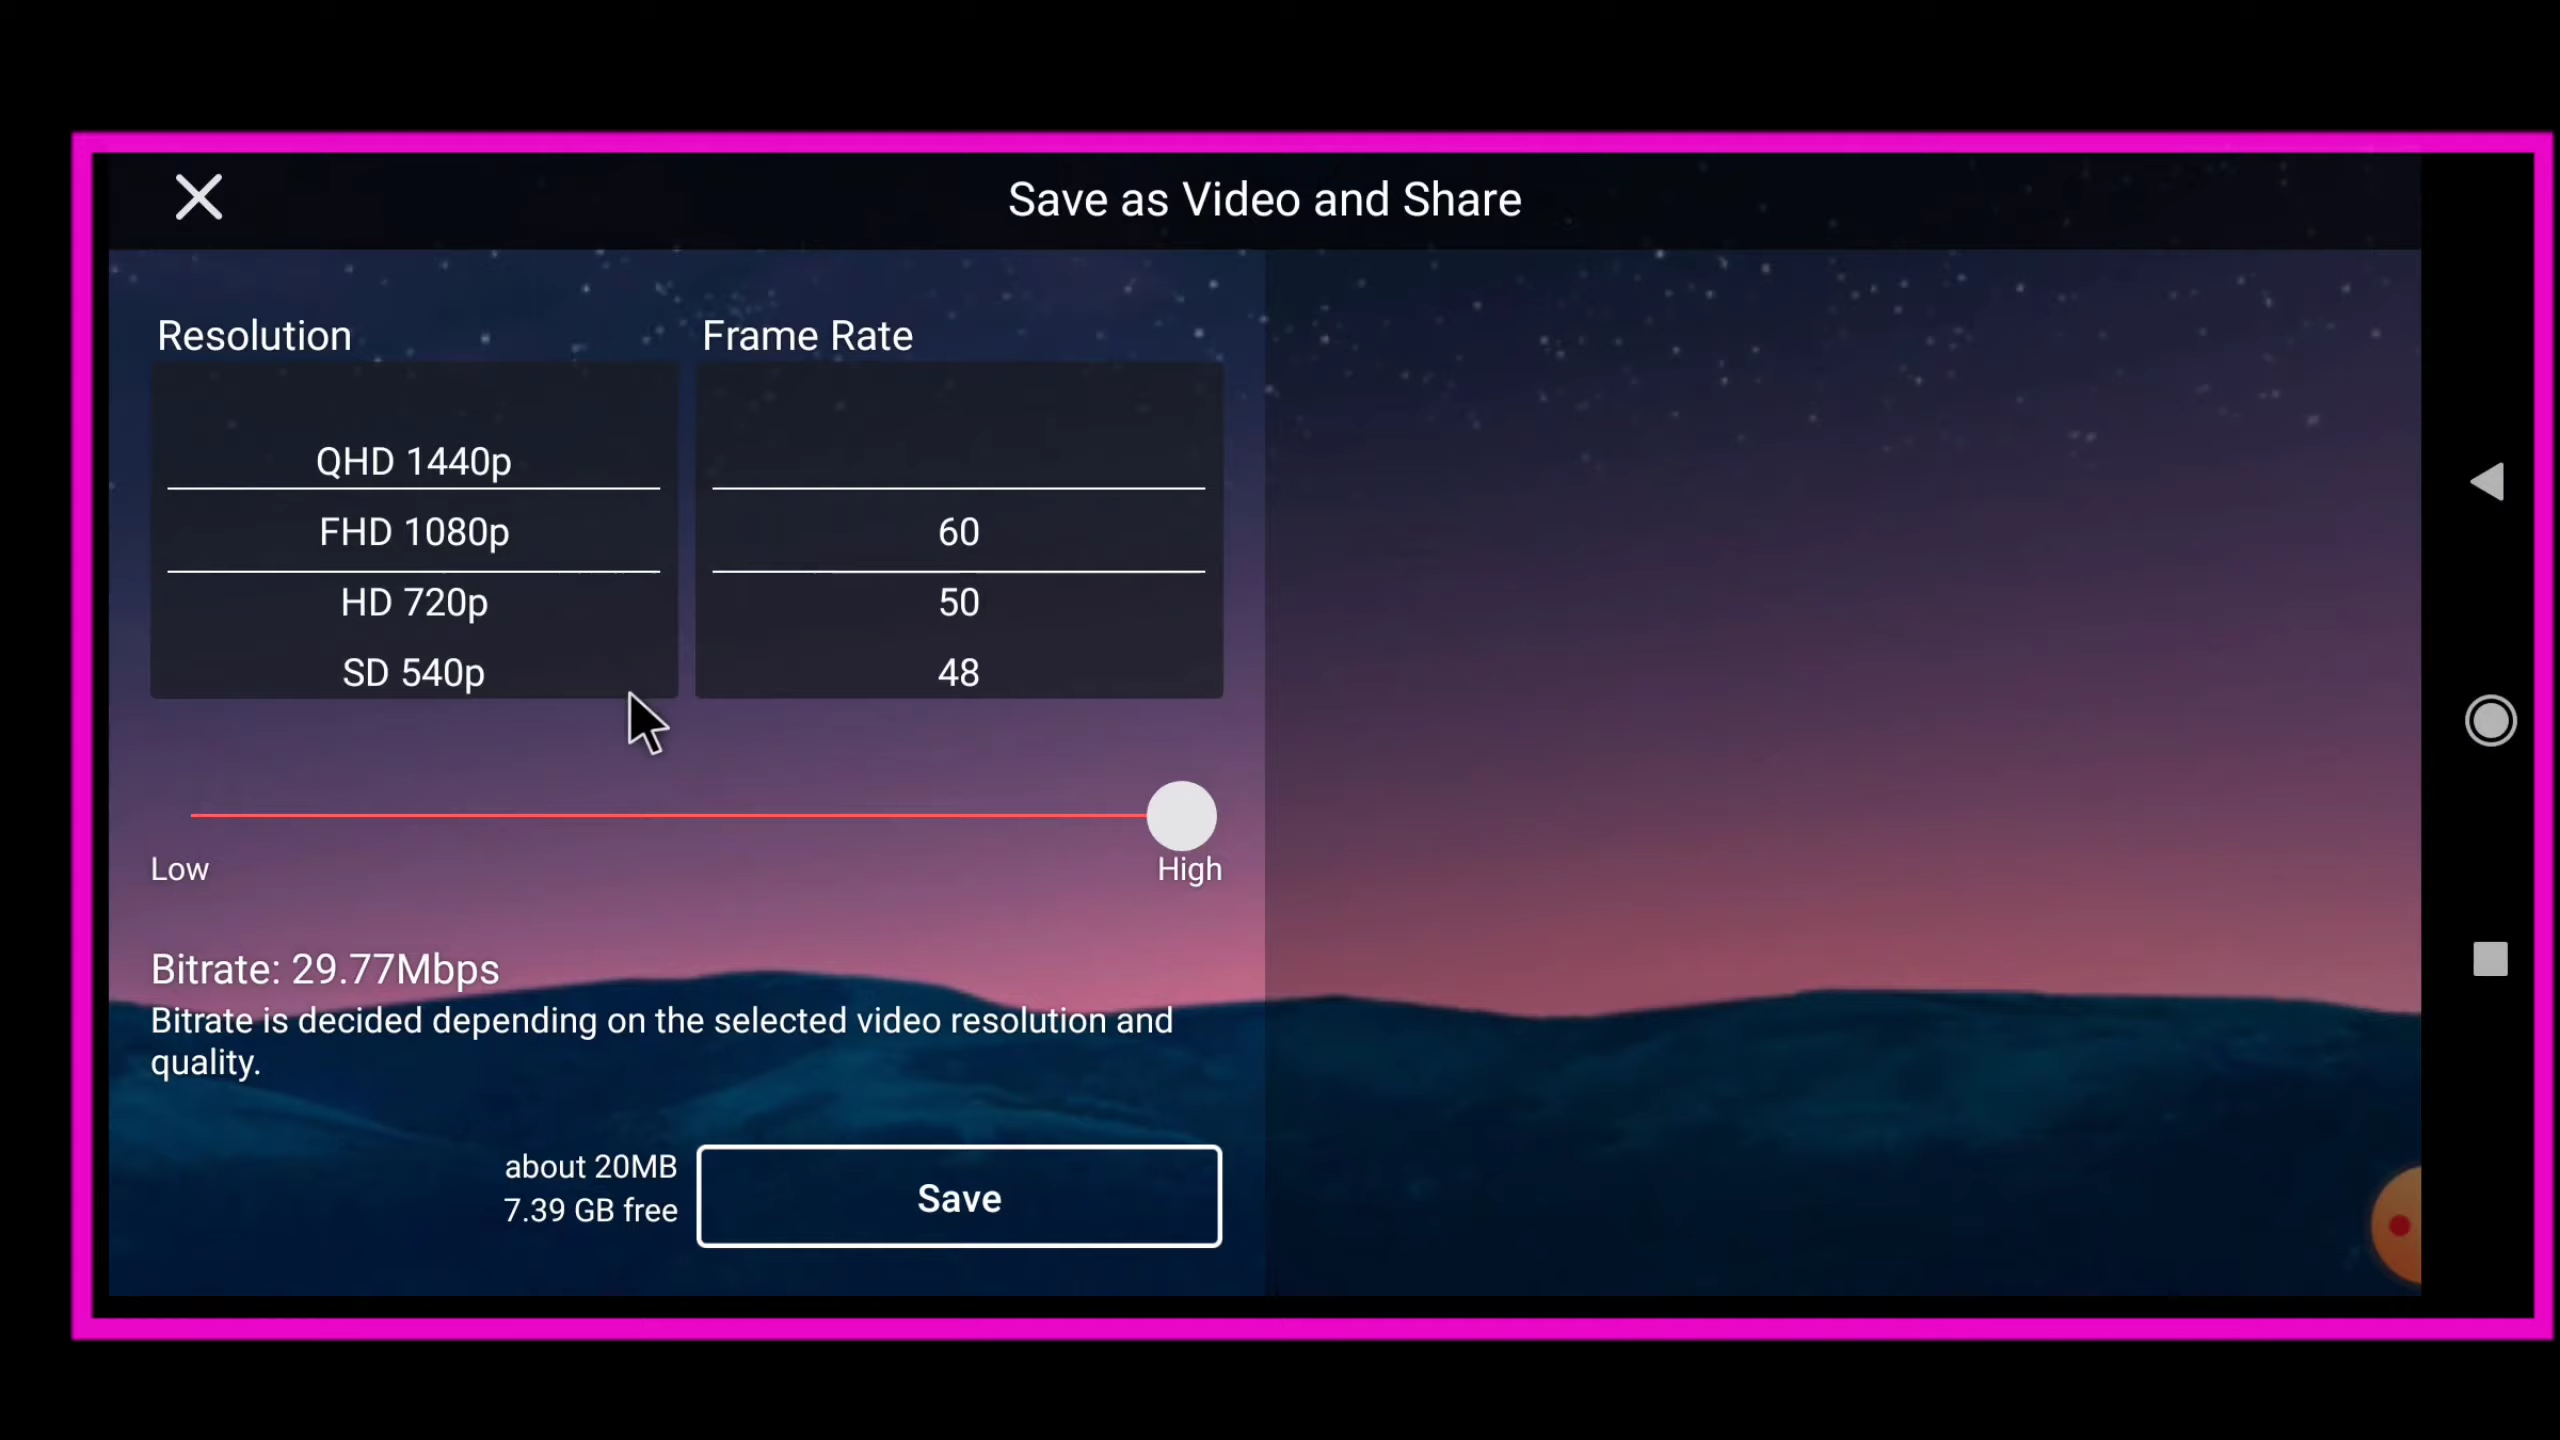 Save as Video and Share
Resolution
Frame Rate
QHD 1440p
FHD 1080p
HD 720p
SD 540p
60
50
48
Low
High
Bitrate: 29.77Mbps
Bitrate is decided depending on the selected video resolution and
quality.
about 20MB
7.39 GB free
Save